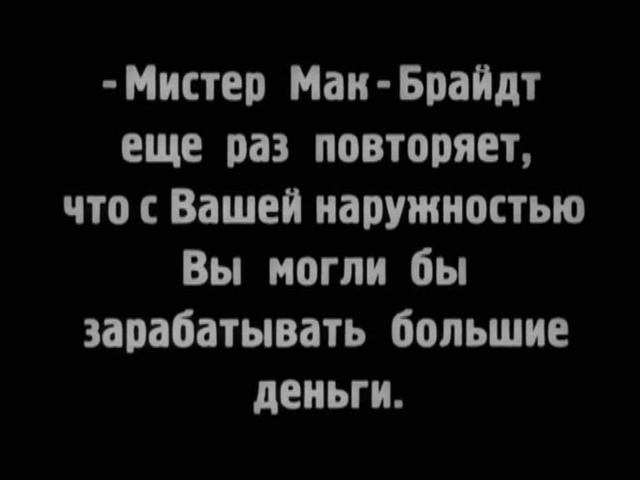 - Мистер Мак - Брайдт
еще раз повторяет,
что с Вашей наружностью
Вы могли бы
зарабатывать большие
деньги.